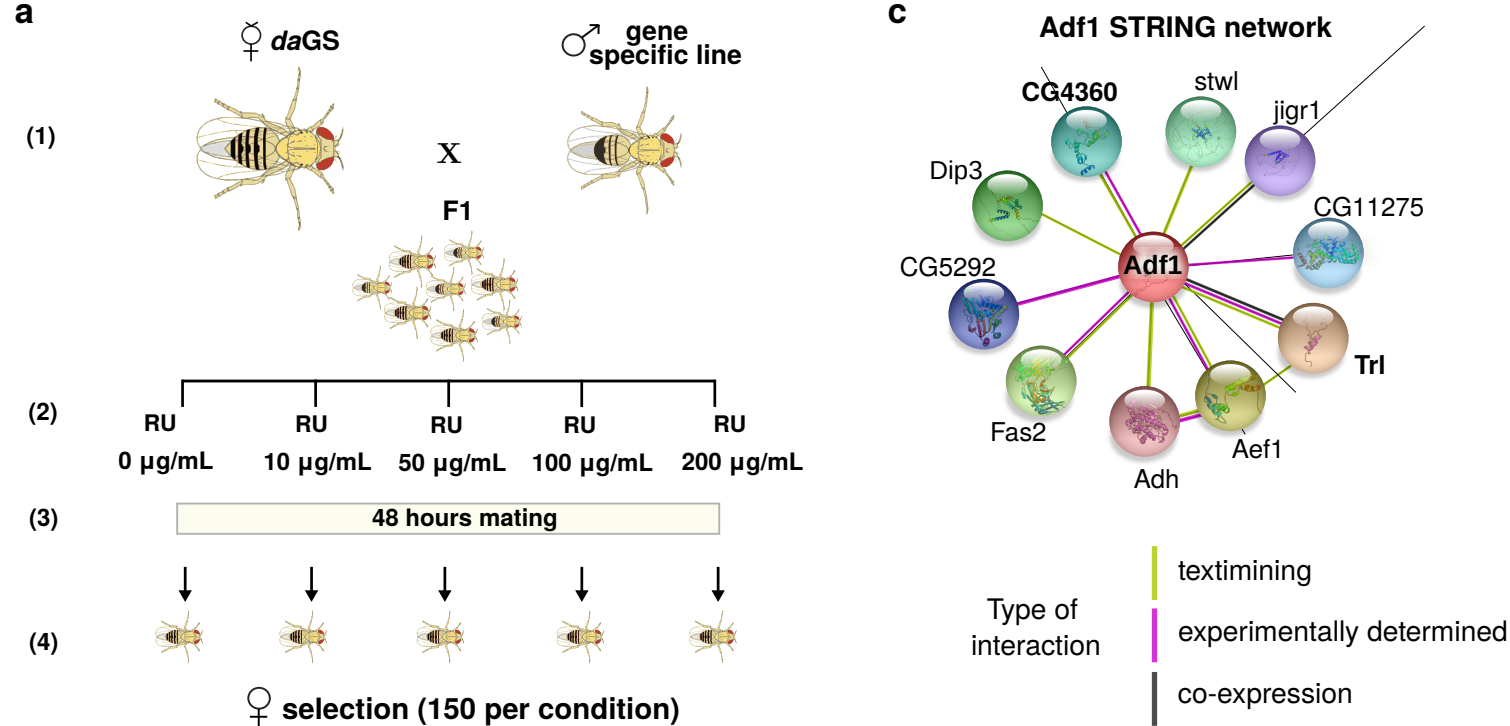 a
daGS
gene
specific line
(1)
x
F1
(2)
RU RU RU RU RU
0 µg/mL 10 µg/mL 50 µg/mL 100 µg/mL 200 µg/mL
(3)
48 hours mating
(4)
selection (150 per condition)
c
Adf1 STRING network
CG4360
stwl
jigr1
Dip3
CG11275
CG5292
Adf1
Trl
Fas2
Aef1
Adh
Type of
interaction
textimining
experimentally determined
co-expression